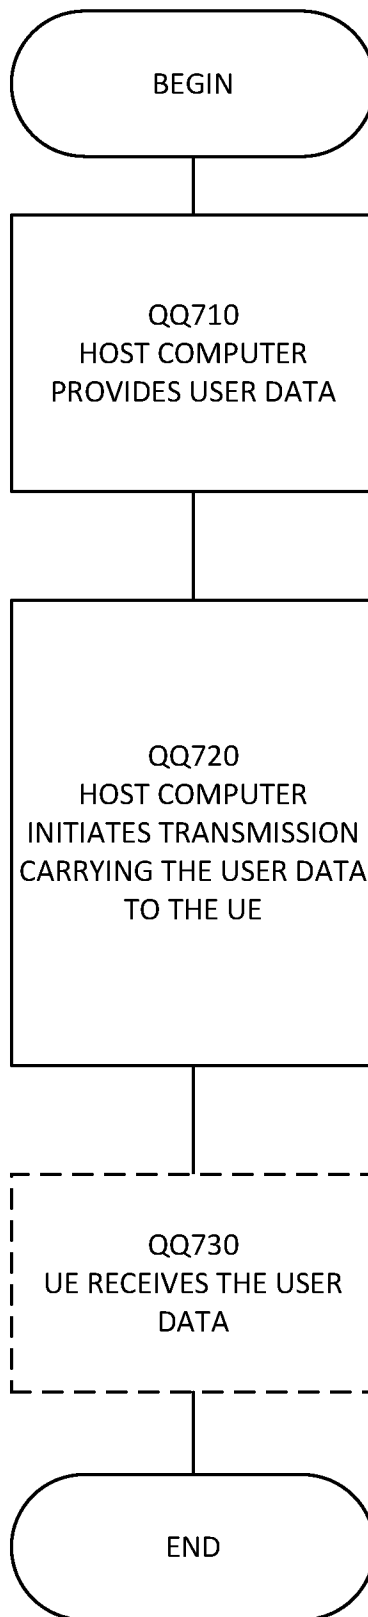 BEGIN
QQ710
HOST COMPUTER
PROVIDES USER DATA
QQ720
HOST COMPUTER
INITIATES TRANSMISSION
CARRYING THE USER DATA
TO THE UE
QQ730
UE RECEIVES THE USER
DATA
END